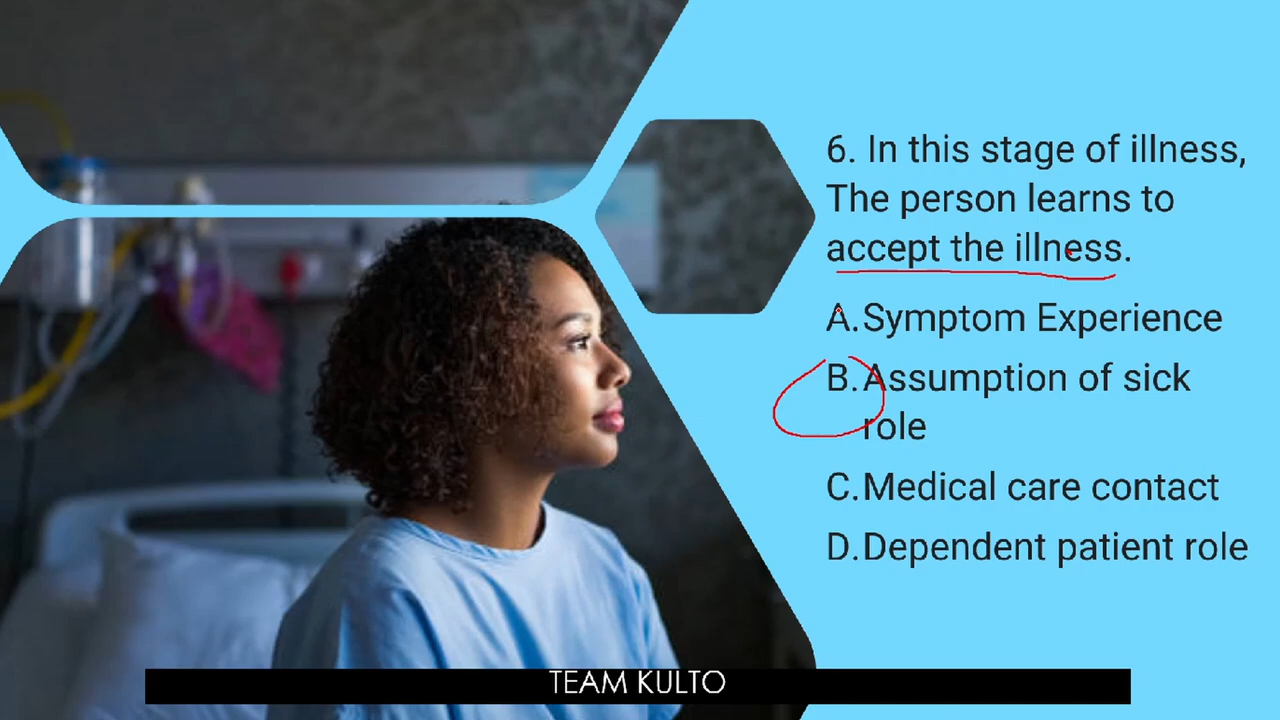 6. In this stage of illness,
The person learns to
accept the illness.
A. Symptom Experience
B. Assumption of sick
role
C. Medical care contact
D. Dependent patient role
TEAM KULTO